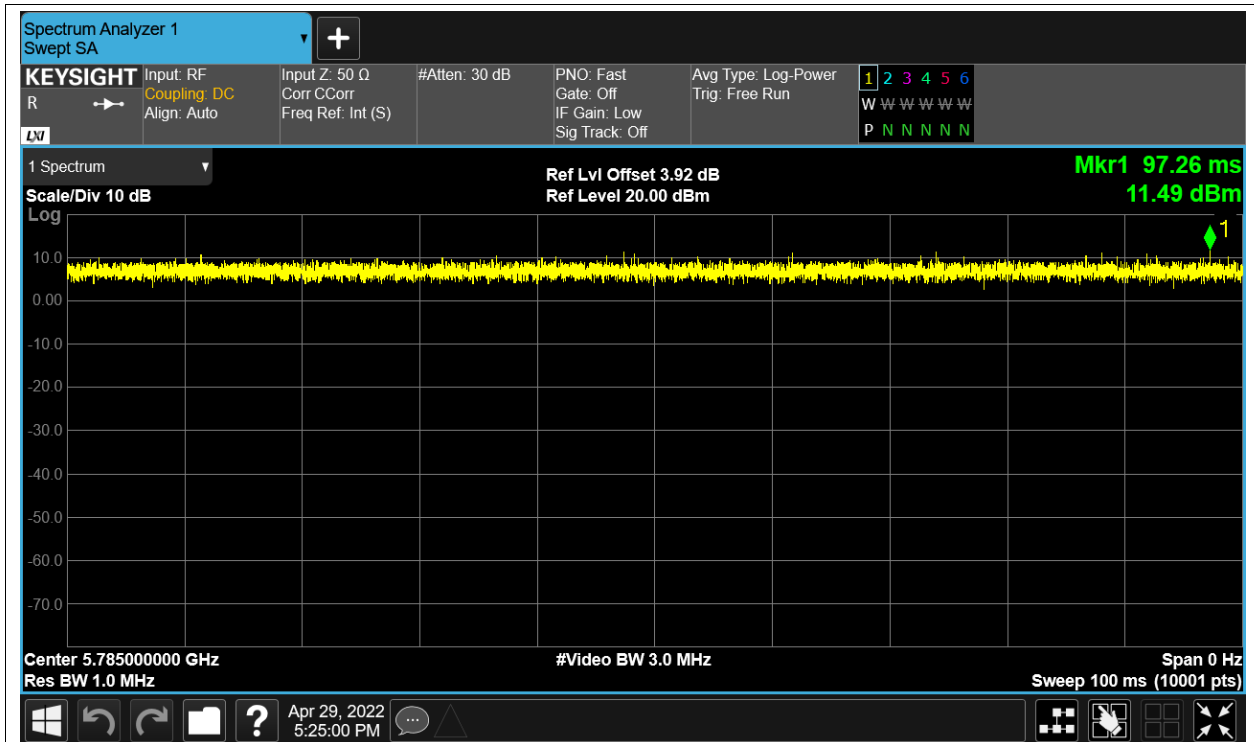 Spectrum Analyzer 1
Swept SA
KEYSIGHT
R
LXI
Input: RF
Coupling: DC
Align: Auto
Input Z: 50 Ω
Corr CCorr
Freq Ref: Int (S)
#Atten: 30 dB
PNO: Fast
Gate: Off
IF Gain: Low
Sig Track: Off
Avg Type: Log-Power
Trig: Free Run
1 2 3 4 5 6
W W W W W W
P N N N N N
1 Spectrum
Scale/Div 10 dB
Ref Lvl Offset 3.92 dB
Ref Level 20.00 dBm
Mkr1 97.26 ms
11.49 dBm
Log
1
10.0
0.00
-10.0
-20.0
-30.0
-40.0
-50.0
-60.0
-70.0
Center 5.785000000 GHz
#Video BW 3.0 MHz
Span 0 Hz
Res BW 1.0 MHz
Sweep 100 ms (10001 pts)
?
Apr 29, 2022
5:25:00 PM